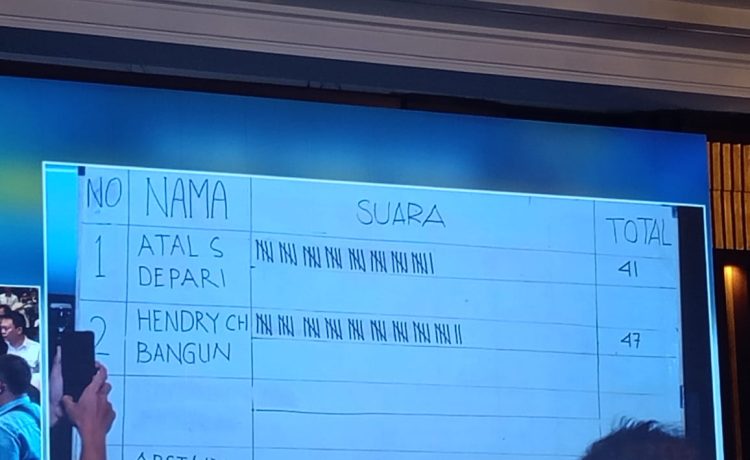 NO NAMA SUARA TOTAL
1 ATAL S
DEPARI
41
2 HENDRY CH
BANGUN
47